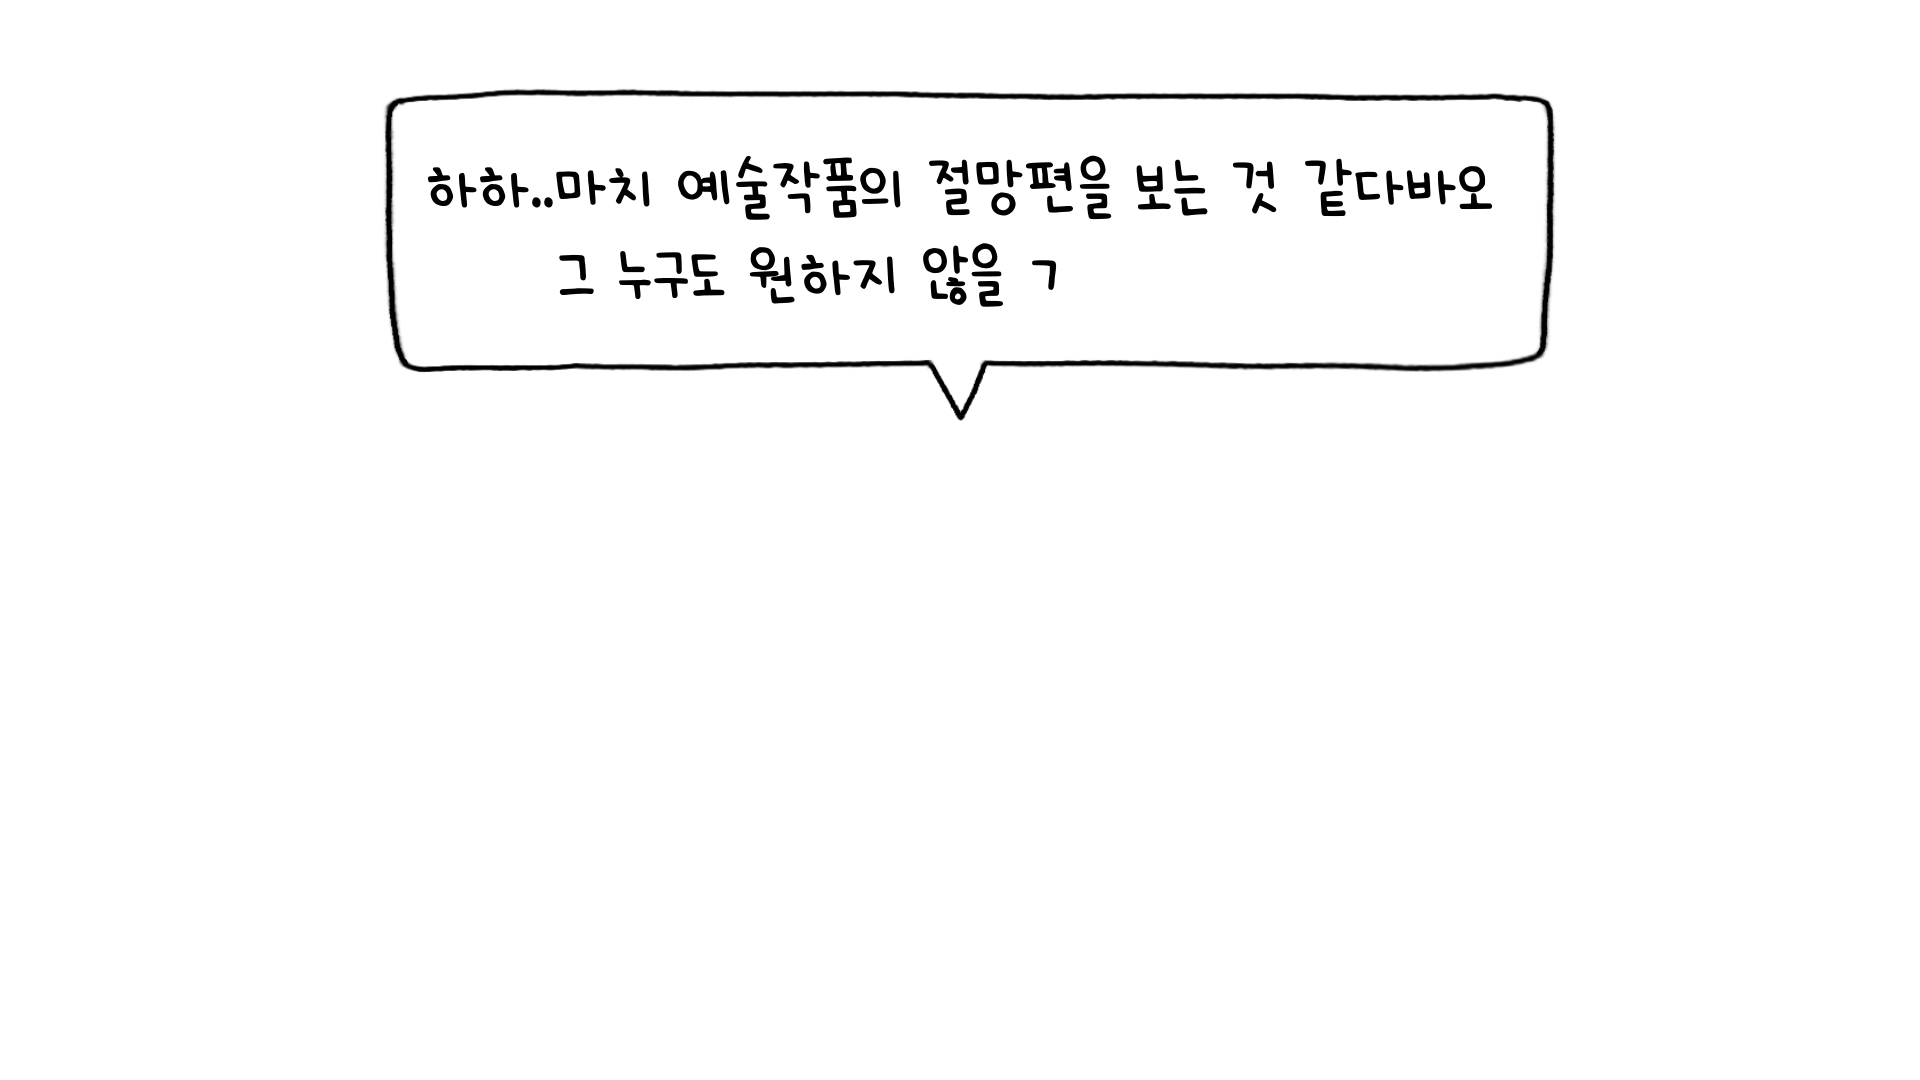 하하..마치 예술작품의 절망편을 보는 것 같다바오
그 누구도 원하지 않을 ㄱ